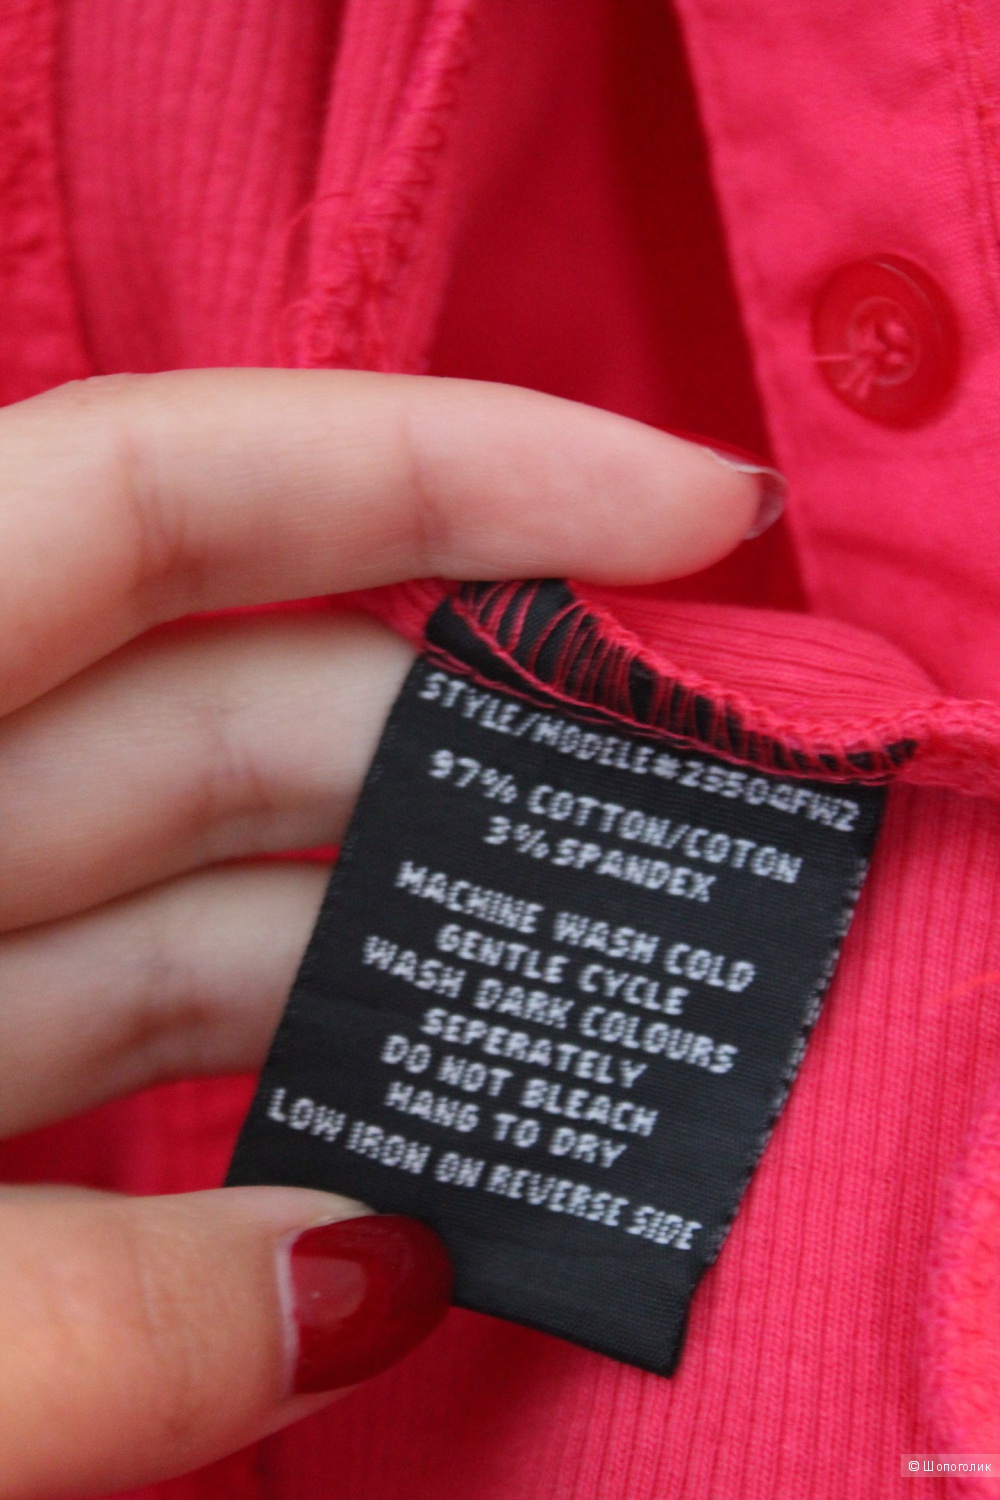 STYLE/MODELE#25504FW2
97% COTTON/COTON
3% SPANDEX
MACHINE WASH COLD
GENTLE CYCLE
WASH DARK COLOURS
SEPERATELY
DO NOT BLEACH
HANG TO DRY
LOW IRON ON REVERSE SIDE
© Шопоголик